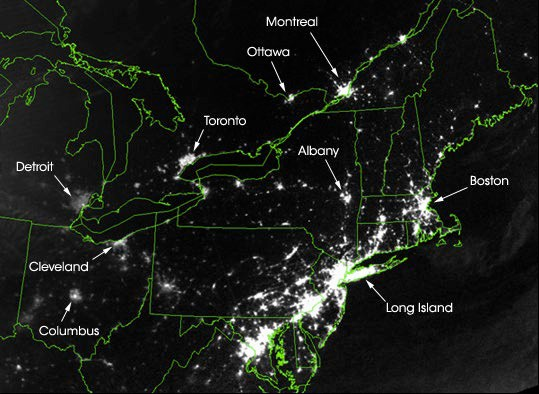 Montreal
Ottawa
Toronto
Albany
Detroit
Boston
Cleveland
Long Island
Columbus